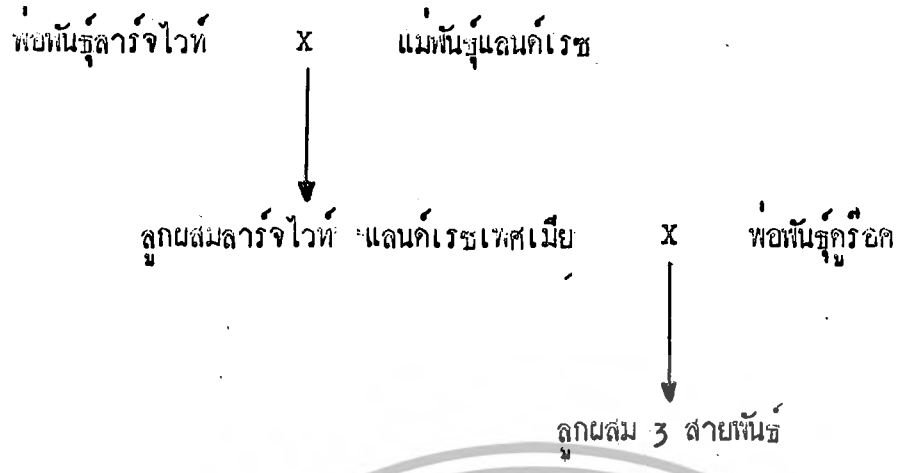 พ่อพันธุ์ลาร์จไวท์ X แม่พันธุ์แลนด์เรซ
ลูกผสมลาร์จไวท์ แลนด์เรซเพศเมีย X พ่อพันธุ์ดูร๊อค
ลูกผสม 3 สายพันธ์